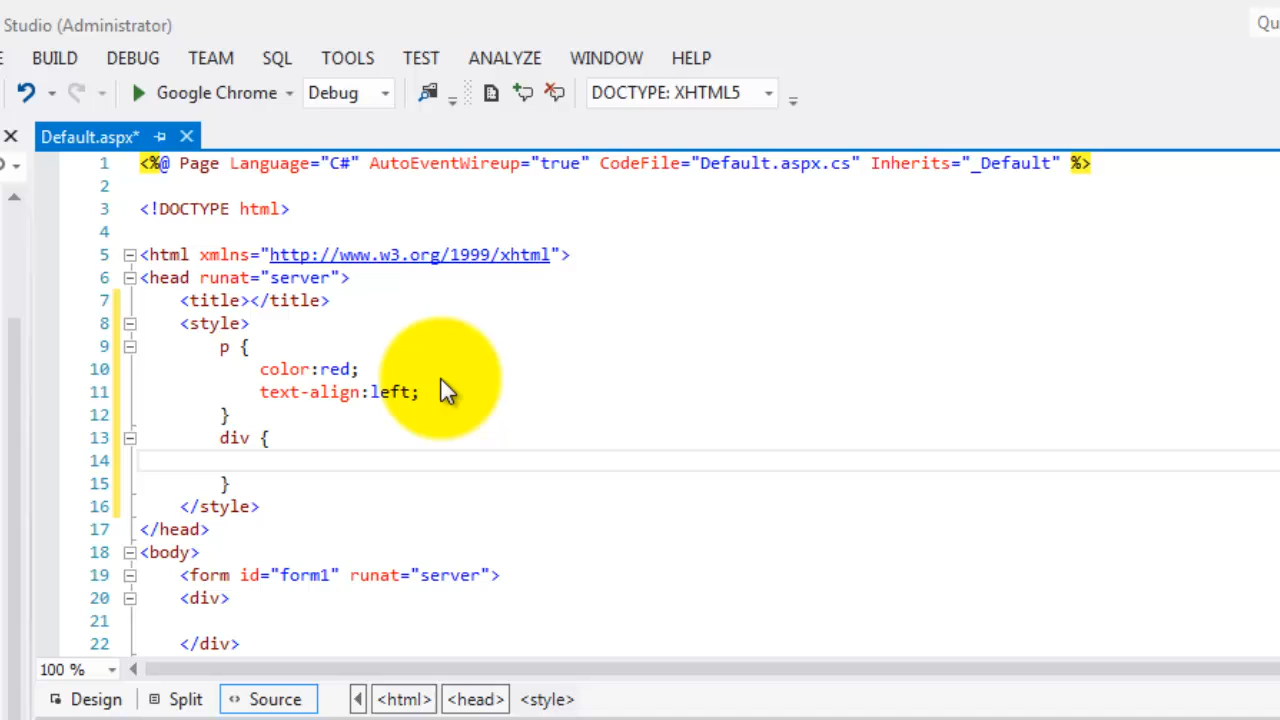 Studio (Administrator)
Qu
E BUILD DEBUG TEAM SQL TOOLS TEST ANALYZE WINDOW HELP
Google Chrome Debug DOCTYPE: XHTML5
Default.aspx*
1 <%@ Page Language="C#" AutoEventWireup="true" CodeFile="Default.aspx.cs" Inherits="_Default" %>
2
3 <!DOCTYPE html>
4
5 <html xmlns="http://www.w3.org/1999/xhtml">
6 <head runat="server">
7 <title></title>
8 <style>
9 p {
10 color:red;
11 text-align:left;
12 }
13 div {
14
15 }
16 </style>
17 </head>
18 <body>
19 <form id="form1" runat="server">
20 <div>
21
22 </div>
100 %
Design Split Source <html> <head> <style>